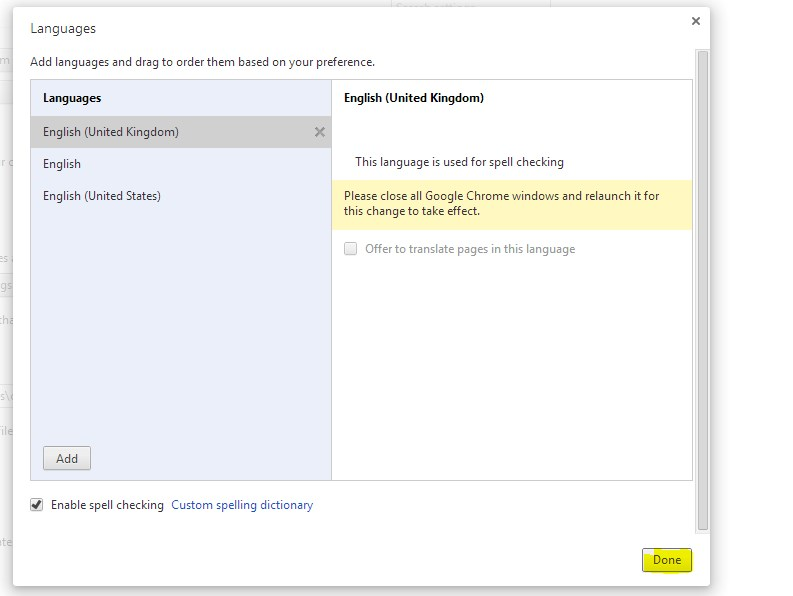 Languages
Add languages and drag to order them based on your preference.
Languages
English (United Kingdom)
English
English (United States)
Add
English (United Kingdom)
This language is used for spell checking
Please close all Google Chrome windows and relaunch it for
this change to take effect.
Offer to translate pages in this language
Enable spell checking Custom spelling dictionary
Done